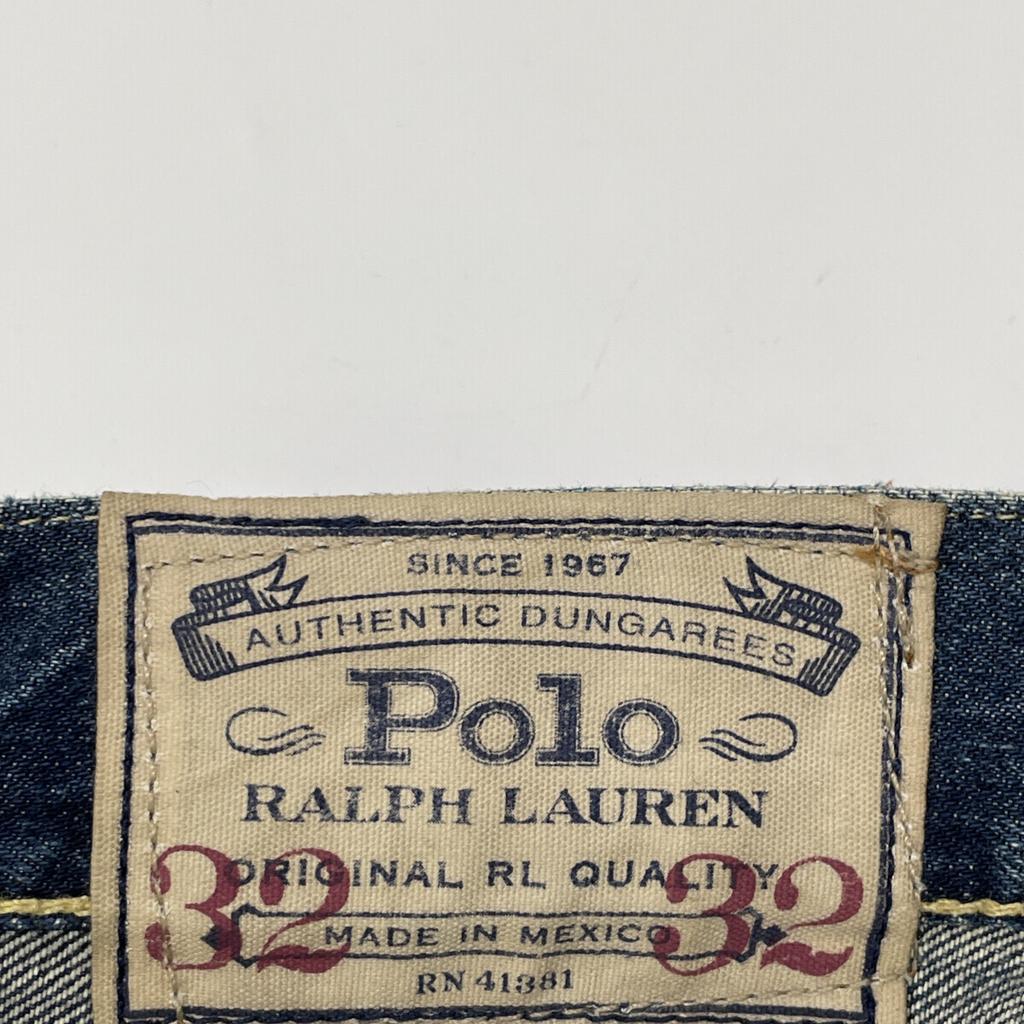 SINCE 1967
AUTHENTIC DUNGAREES
Polo
RALPH LAUREN
ORIGINAL RL QUALITY
32 32
MADE IN MEXICO
RN 41381